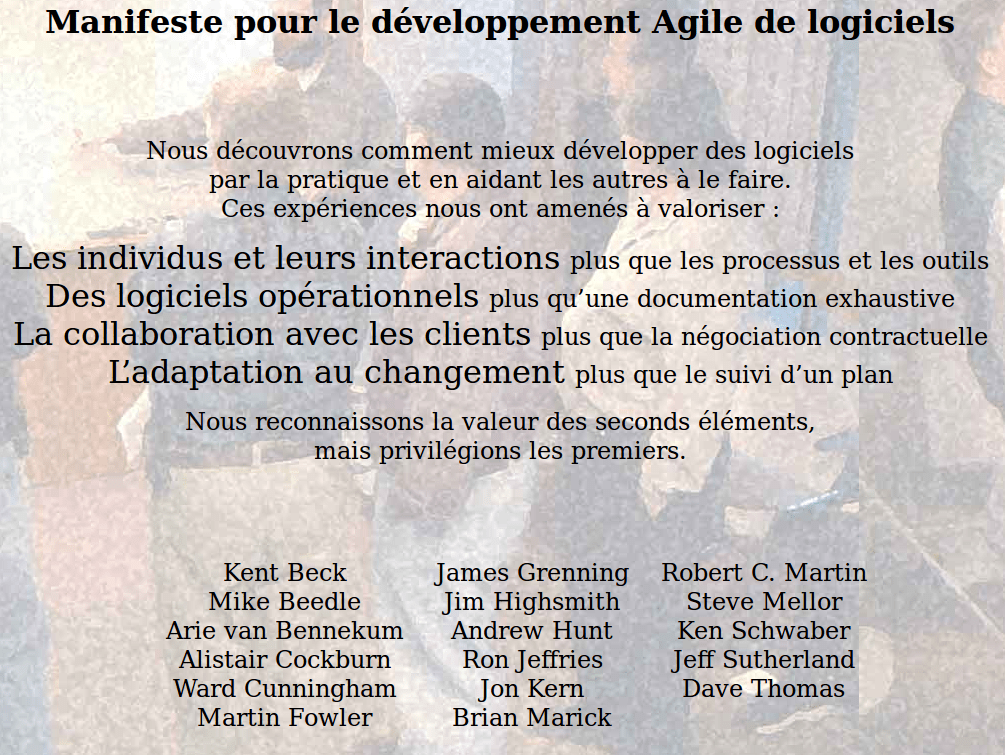 Manifeste pour le développement Agile de logiciels
Nous découvrons comment mieux développer des logiciels
par la pratique et en aidant les autres à le faire.
Ces expériences nous ont amenés à valoriser :
Les individus et leurs interactions plus que les processus et les outils
Des logiciels opérationnels plus qu’une documentation exhaustive
La collaboration avec les clients plus que la négociation contractuelle
L’adaptation au changement plus que le suivi d’un plan
Nous reconnaissons la valeur des seconds éléments,
mais privilégions les premiers.
Kent Beck
Mike Beedle
Arie van Bennekum
Alistair Cockburn
Ward Cunningham
Martin Fowler
James Grenning
Jim Highsmith
Andrew Hunt
Ron Jeffries
Jon Kern
Brian Marick
Robert C. Martin
Steve Mellor
Ken Schwaber
Jeff Sutherland
Dave Thomas